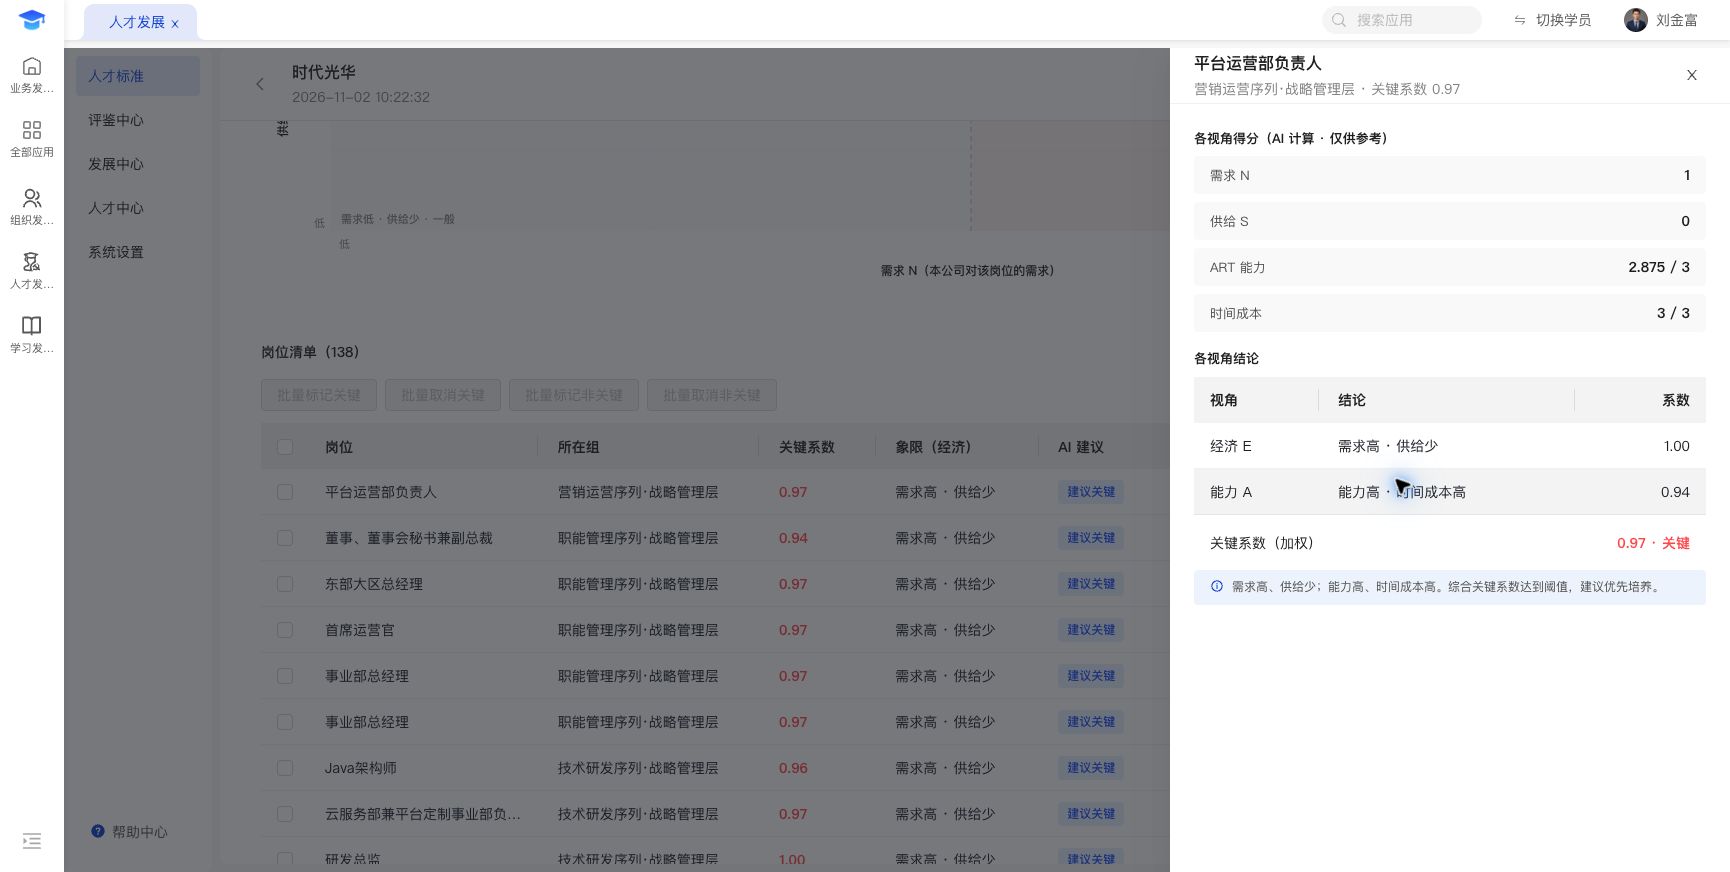 人才发展 x
搜索应用
切换学员
刘金富
业务发...
全部应用
组织发...
人才发...
学习发...
人才标准
评鉴中心
发展中心
人才中心
系统设置
帮助中心
时代光华
2026-11-02 10:22:32
低
需求低 · 供给少 · 一般
低
需求 N（本公司对该岗位的需求）
岗位清单（138）
批量标记关键 批量取消关键 批量标记非关键 批量取消非关键
岗位 所在组 关键系数 象限（经济） AI 建议
平台运营部负责人 营销运营序列·战略管理层 0.97 需求高 · 供给少 建议关键
董事、董事会秘书兼副总裁 职能管理序列·战略管理层 0.94 需求高 · 供给少 建议关键
东部大区总经理 职能管理序列·战略管理层 0.97 需求高 · 供给少 建议关键
首席运营官 职能管理序列·战略管理层 0.97 需求高 · 供给少 建议关键
事业部总经理 职能管理序列·战略管理层 0.97 需求高 · 供给少 建议关键
事业部总经理 职能管理序列·战略管理层 0.97 需求高 · 供给少 建议关键
Java架构师 技术研发序列·战略管理层 0.96 需求高 · 供给少 建议关键
云服务部兼平台定制事业部负... 技术研发序列·战略管理层 0.97 需求高 · 供给少 建议关键
研发总监 技术研发序列·战略管理层 1.00 需求高 · 供给少 建议关键
平台运营部负责人
营销运营序列·战略管理层 · 关键系数 0.97
X
各视角得分（AI 计算 · 仅供参考）
需求 N 1
供给 S 0
ART 能力 2.875 / 3
时间成本 3 / 3
各视角结论
视角 结论 系数
经济 E 需求高 · 供给少 1.00
能力 A 能力高 · 时间成本高 0.94
关键系数（加权） 0.97 · 关键
需求高、供给少；能力高、时间成本高。综合关键系数达到阈值，建议优先培养。